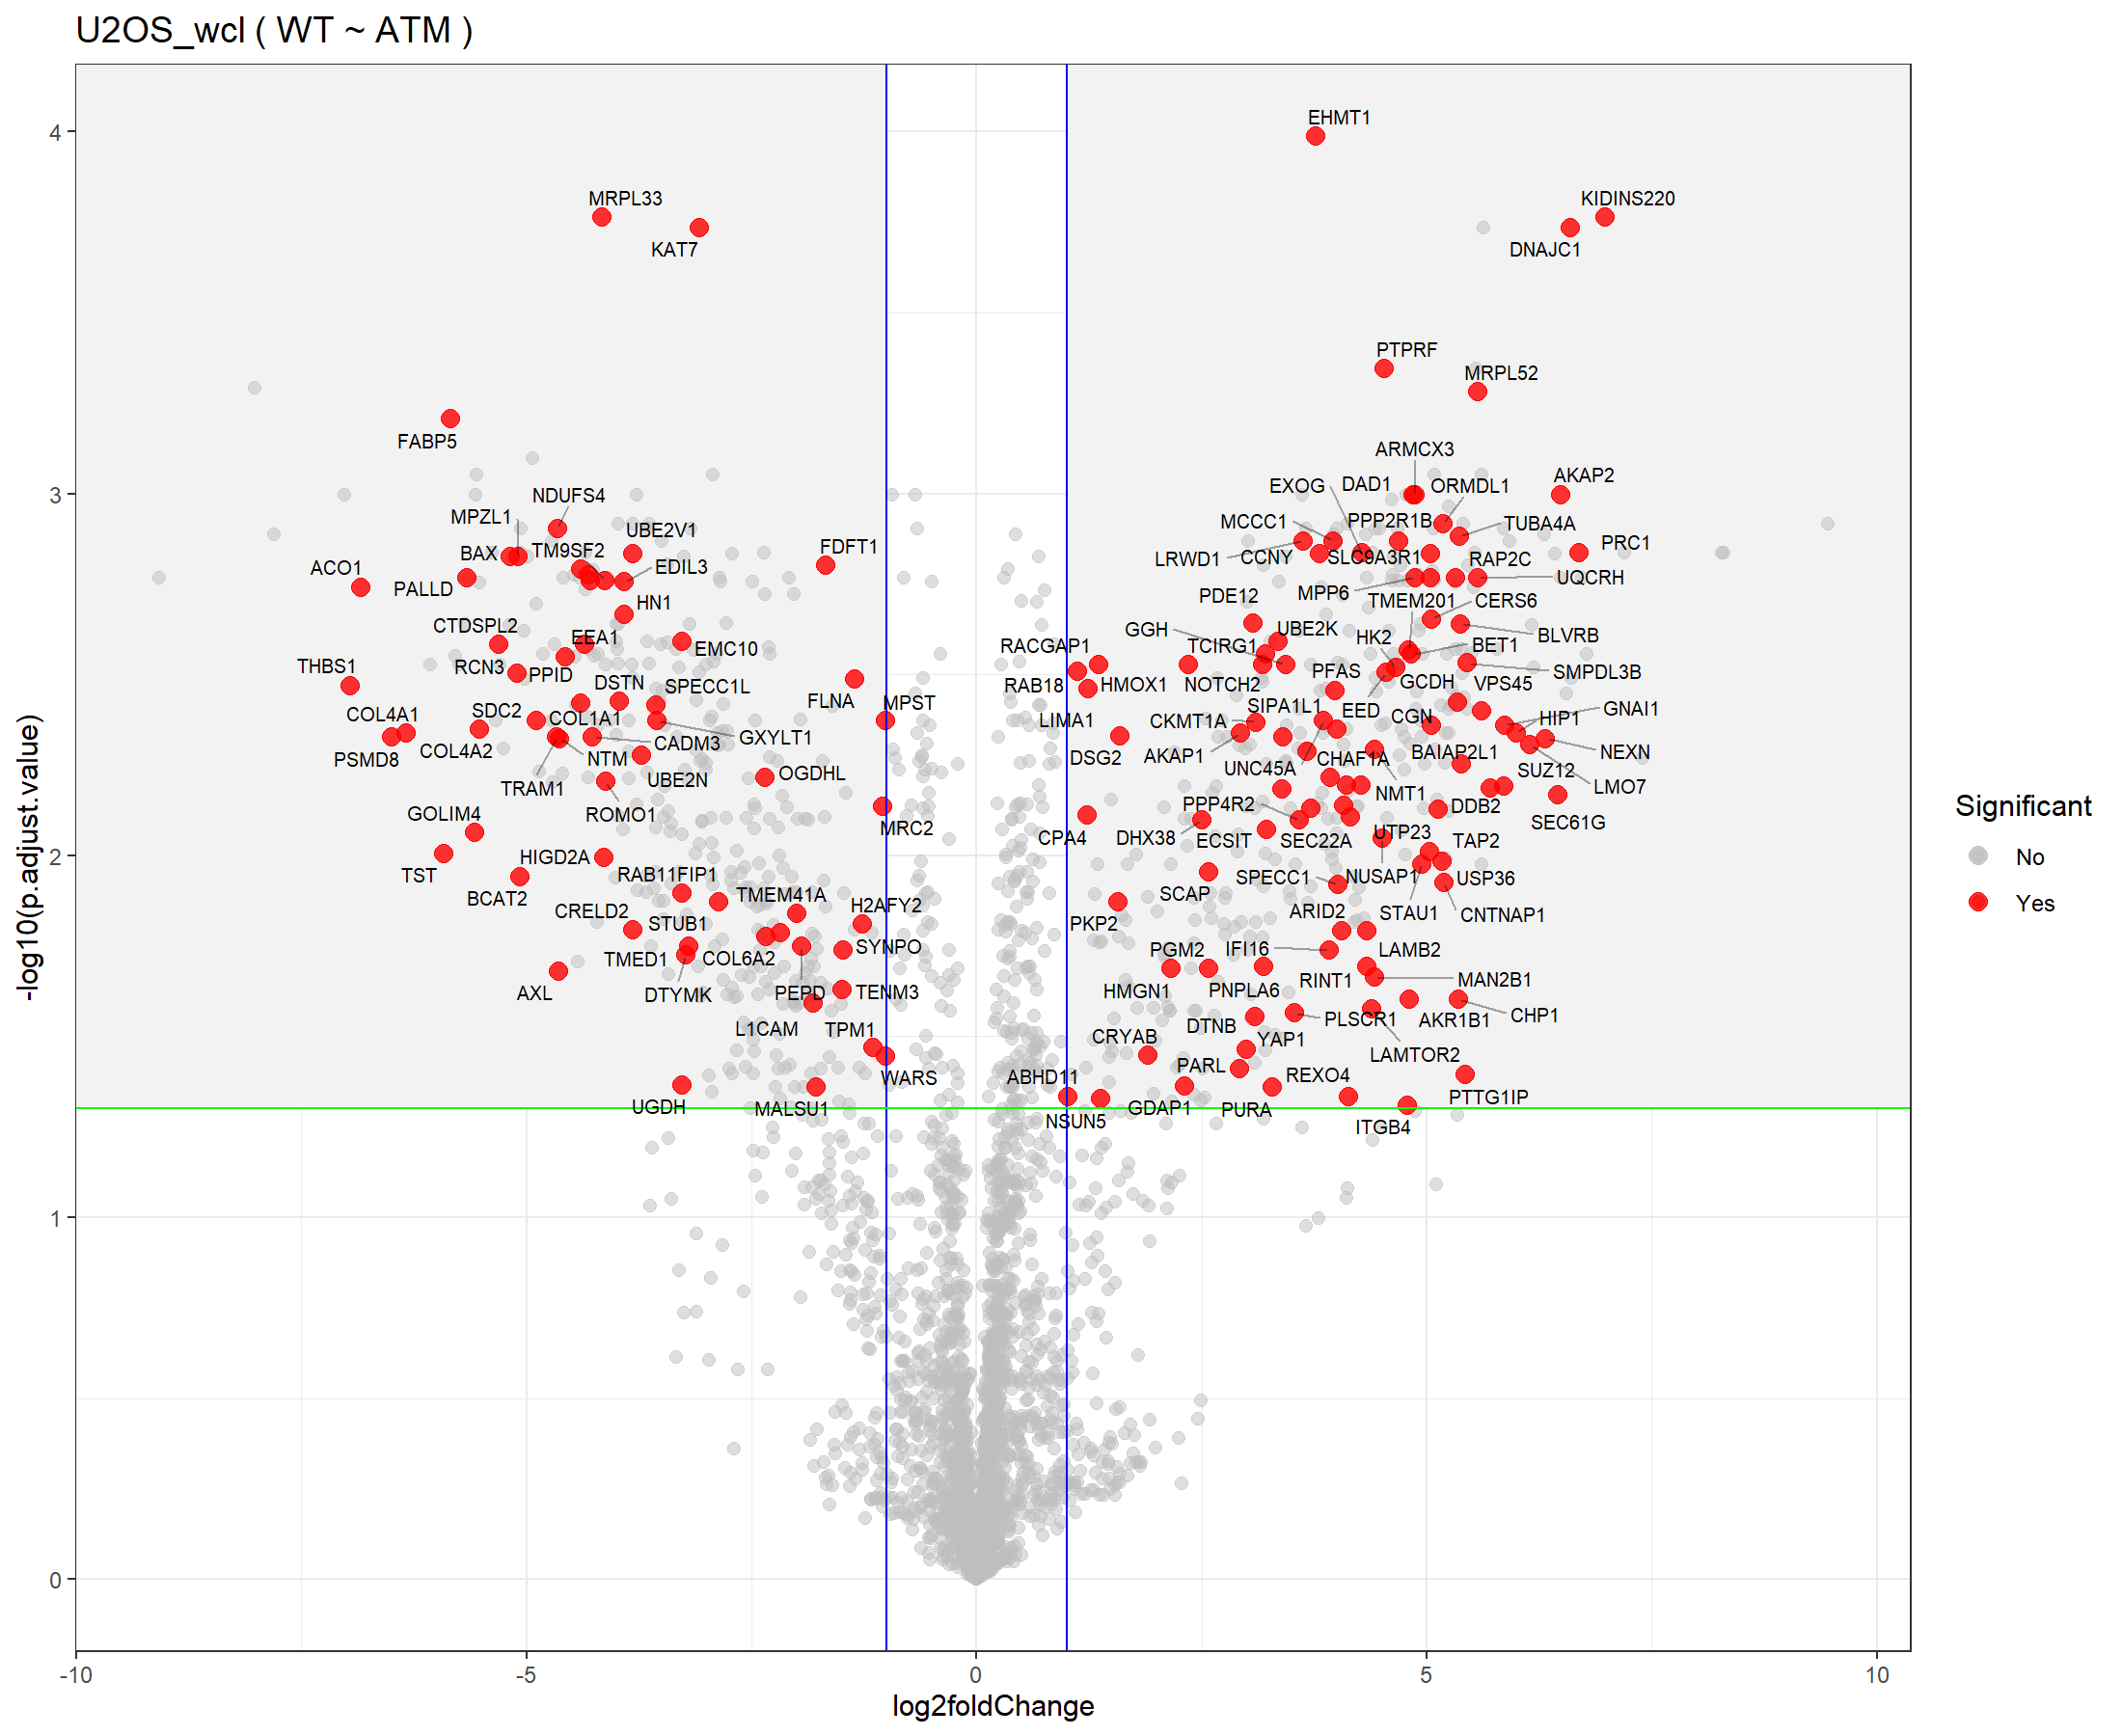 U2OS_wcl ( WT ~ ATM )
EHMT1
4
MRPL33
KIDINS220
KAT7
DNAJC1
PTPRF
MRPL52
FABP5
ARMCX3
AKAP2
EXOG
DAD1
ORMDL1
3
NDUFS4
MPZL1
MCCC1
PPP2R1B
TUBA4A
UBE2V1
PRC1
FDFT1
BAX
TM9SF2
LRWD1
CCNY
SLC9A3R1
RAP2C
ACO1
EDIL3
UQCRH
PALLD
MPP6
PDE12
TMEM201
CERS6
HN1
CTDSPL2
GGH
UBE2K
EEA1
HK2
BLVRB
RACGAP1
TCIRG1
BET1
EMC10
THBS1
RCN3
PPID
PFAS
SMPDL3B
DSTN
SPECC1L
RAB18
HMOX1
NOTCH2
GCDH
VPS45
FLNA
MPST
SIPA1L1
EED
GNAI1
COL4A1
SDC2
COL1A1
LIMA1
CKMT1A
CGN
HIP1
CADM3
GXYLT1
COL4A2
PSMD8
NTM
DSG2
AKAP1
CHAF1A
BAIAP2L1
NEXN
OGDHL
UBE2N
UNC45A
SUZ12
TRAM1
NMT1
LMO7
PPP4R2
DDB2
GOLIM4
ROMO1
SEC61G
MRC2
CPA4
DHX38
ECSIT
SEC22A
UTP23
TAP2
HIGD2A
TST
RAB11FIP1
SPECC1
NUSAP1
USP36
BCAT2
TMEM41A
SCAP
CRELD2
H2AFY2
ARID2
STAU1
CNTNAP1
STUB1
PKP2
SYNPO
TMED1
COL6A2
PGM2
IFI16
LAMB2
RINT1
MAN2B1
AXL
DTYMK
PEPD
TENM3
HMGN1
PNPLA6
L1CAM
TPM1
DTNB
PLSCR1
AKR1B1
CHP1
CRYAB
YAP1
LAMTOR2
PARL
WARS
ABHD11
REXO4
UGDH
MALSU1
GDAP1
PURA
PTTG1IP
NSUN5
ITGB4
2
1
0
-log10(p.adjust.value)
-10
-5
0
5
10
log2foldChange
Significant
No
Yes